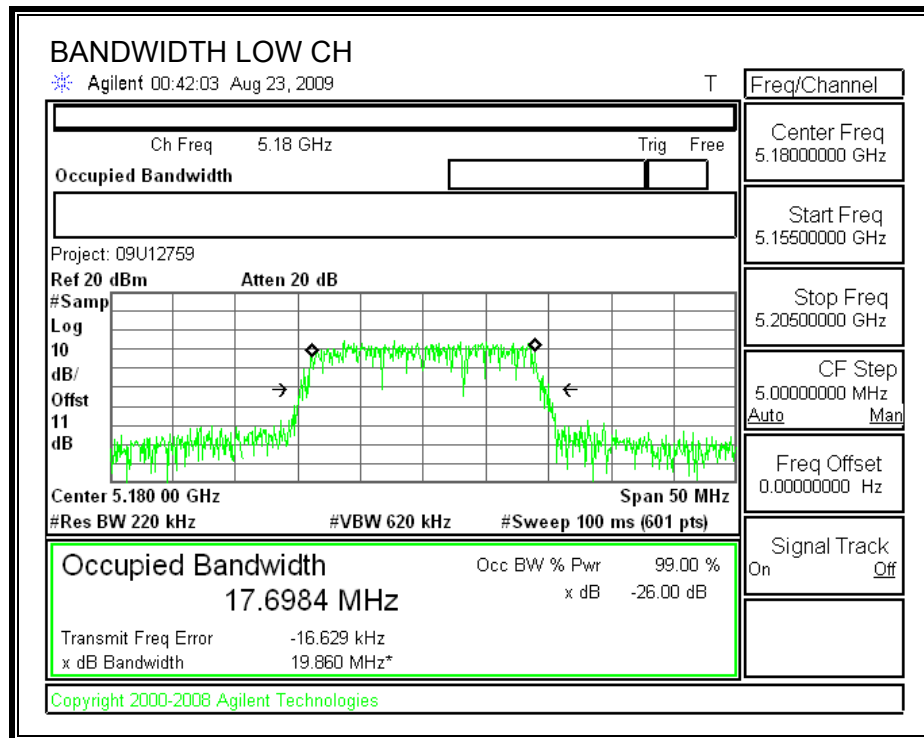 BANDWIDTH LOW CH
Agilent 00:42:03 Aug 23, 2009 T
Freq/Channel
Ch Freq 5.18 GHz Trig Free
Occupied Bandwidth
Center Freq
5.18000000 GHz
Start Freq
5.15500000 GHz
Stop Freq
5.20500000 GHz
CF Step
5.00000000 MHz
Auto Man
Freq Offset
0.00000000 Hz
Signal Track
On Off
Project: 09U12759
Ref 20 dBm Atten 20 dB
#Samp
Log
10
dB/
Offst
11
dB
Center 5.180 00 GHz Span 50 MHz
#Res BW 220 kHz #VBW 620 kHz #Sweep 100 ms (601 pts)
Occupied Bandwidth Occ BW % Pwr 99.00 %
17.6984 MHz x dB -26.00 dB
Transmit Freq Error -16.629 kHz
x dB Bandwidth 19.860 MHz*
Copyright 2000-2008 Agilent Technologies